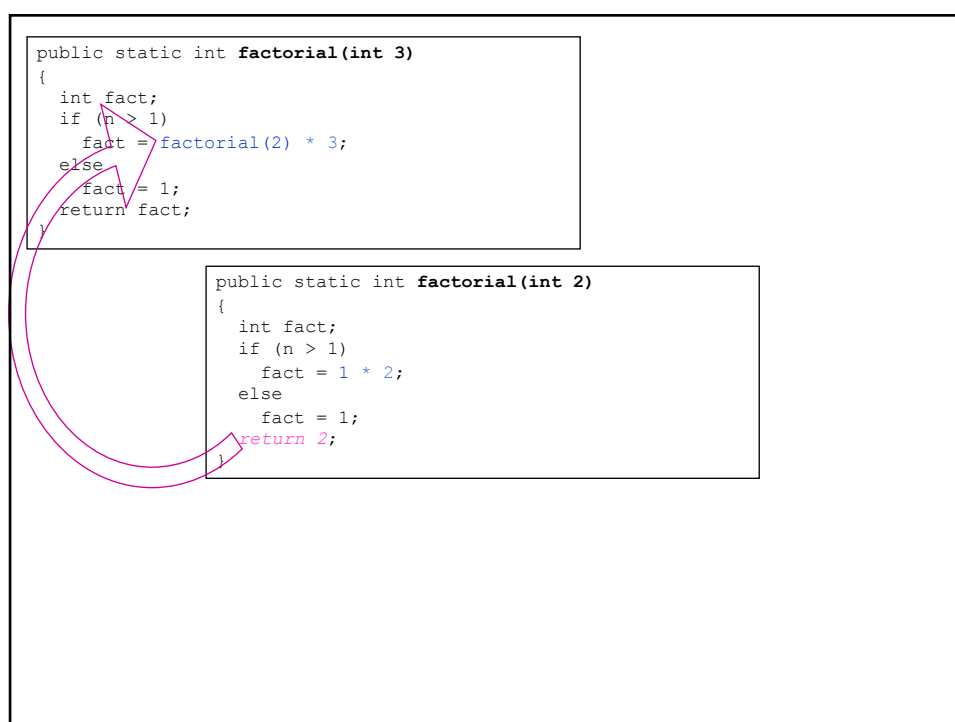 public static int factorial(int 3)
{
int fact;
if (n > 1)
fact = factorial(2) * 3;
else
fact = 1;
return fact;
}
public static int factorial(int 2)
{
int fact;
if (n > 1)
fact = 1 * 2;
else
fact = 1;
return 2;
}